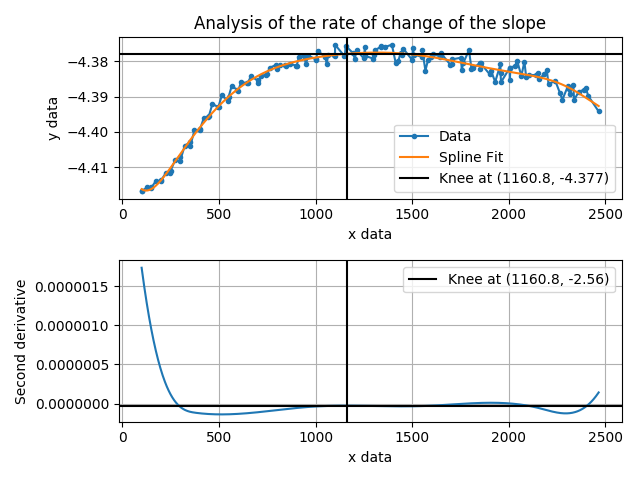 Analysis of the rate of change of the slope
y data
−4.38
−4.39
−4.40
−4.41
Data
Spline Fit
Knee at (1160.8, -4.377)
0 500 1000 1500 2000 2500
x data
Second derivative
0.0000015
0.0000010
0.0000005
0.0000000
Knee at (1160.8, -2.56)
0 500 1000 1500 2000 2500
x data